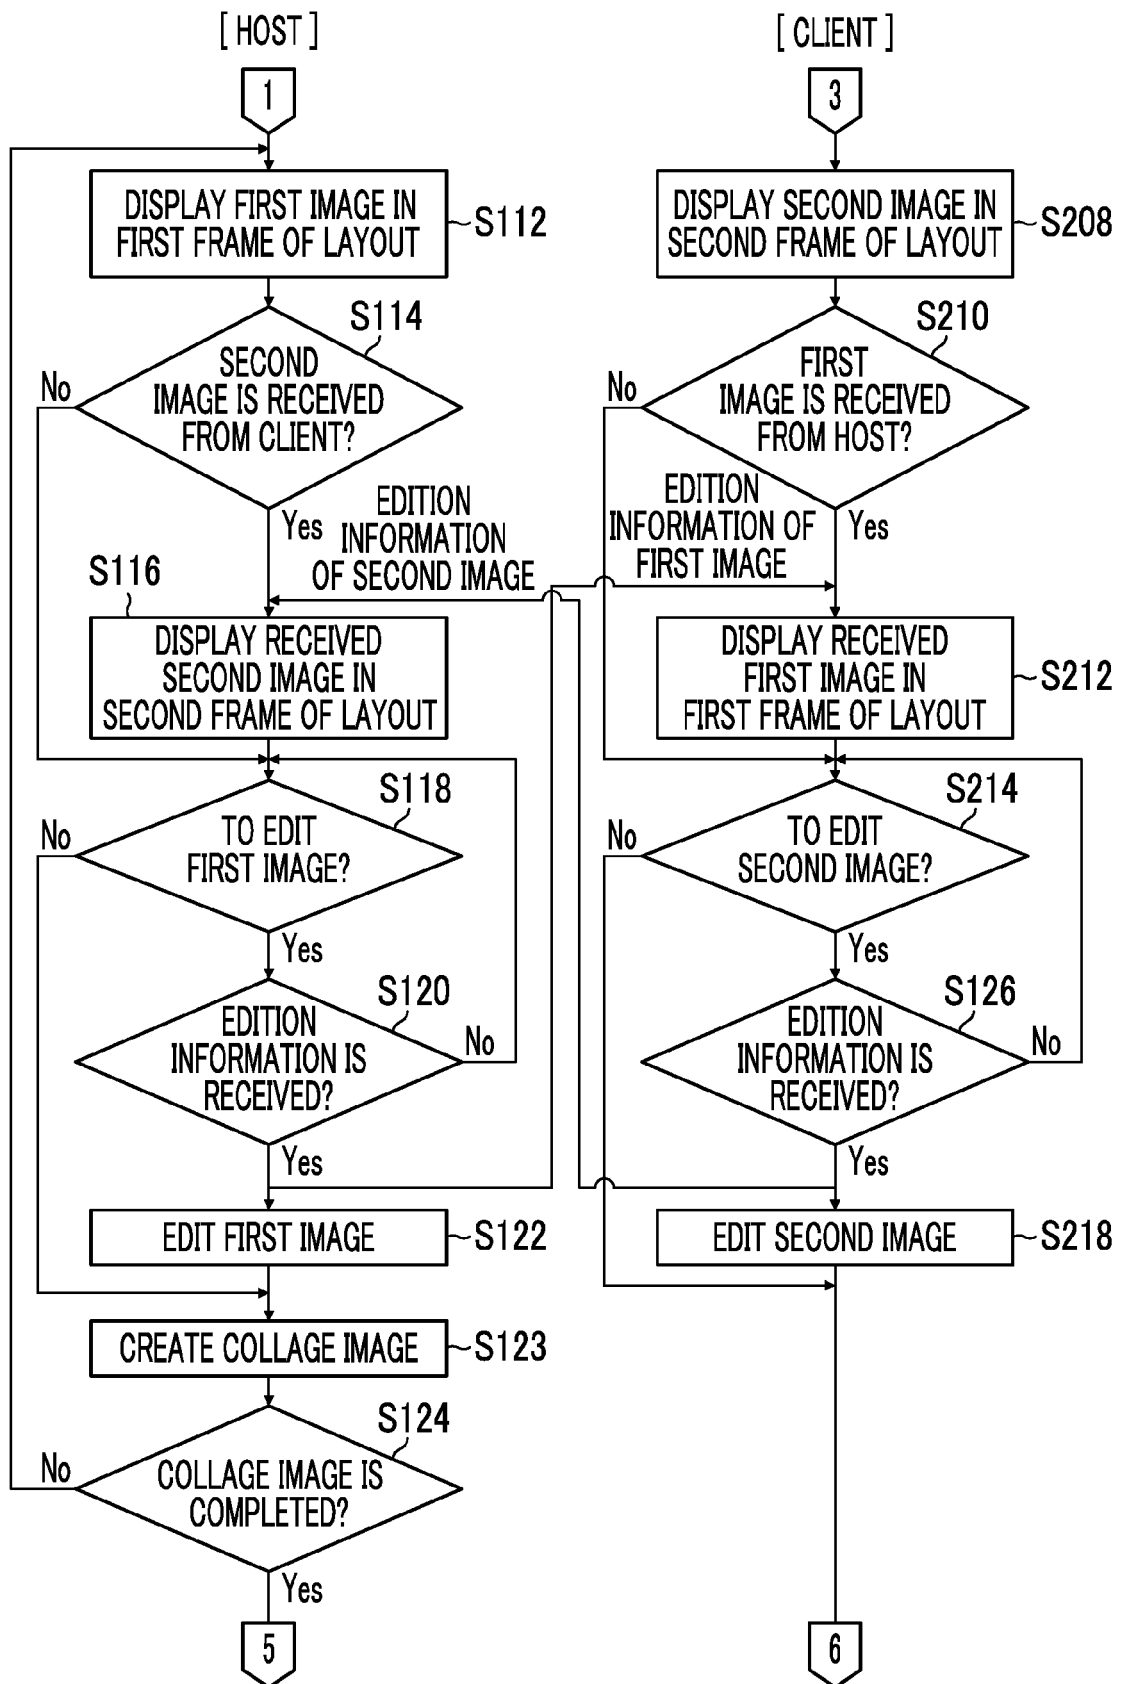 [ HOST ]
1
DISPLAY FIRST IMAGE IN
FIRST FRAME OF LAYOUT
S112
S114
SECOND
IMAGE IS RECEIVED
FROM CLIENT?
No
Yes
EDITION
INFORMATION
OF SECOND IMAGE
S116
DISPLAY RECEIVED
SECOND IMAGE IN
SECOND FRAME OF LAYOUT
S118
TO EDIT
FIRST IMAGE?
No
Yes
S120
EDITION
INFORMATION IS
RECEIVED?
No
Yes
EDIT FIRST IMAGE
S122
CREATE COLLAGE IMAGE
S123
S124
COLLAGE IMAGE IS
COMPLETED?
No
Yes
5
[ CLIENT ]
3
DISPLAY SECOND IMAGE IN
SECOND FRAME OF LAYOUT
S208
S210
FIRST
IMAGE IS RECEIVED
FROM HOST?
No
Yes
EDITION
INFORMATION OF
FIRST IMAGE
DISPLAY RECEIVED
FIRST IMAGE IN
FIRST FRAME OF LAYOUT
S212
S214
TO EDIT
SECOND IMAGE?
No
Yes
S126
EDITION
INFORMATION IS
RECEIVED?
No
Yes
EDIT SECOND IMAGE
S218
6